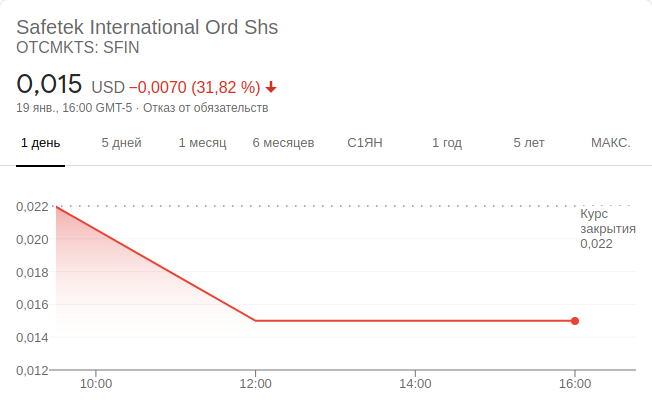 Safetek International Ord Shs
OTCMKTS: SFIN
0,015 USD −0,0070 (31,82 %)
19 янв., 16:00 GMT-5 · Отказ от обязательств
1 день 5 дней 1 месяц 6 месяцев С1ЯН 1 год 5 лет МАКС.
0,022
Курс
закрытия
0,022
0,020
0,018
0,016
0,014
0,012
10:00 12:00 14:00 16:00